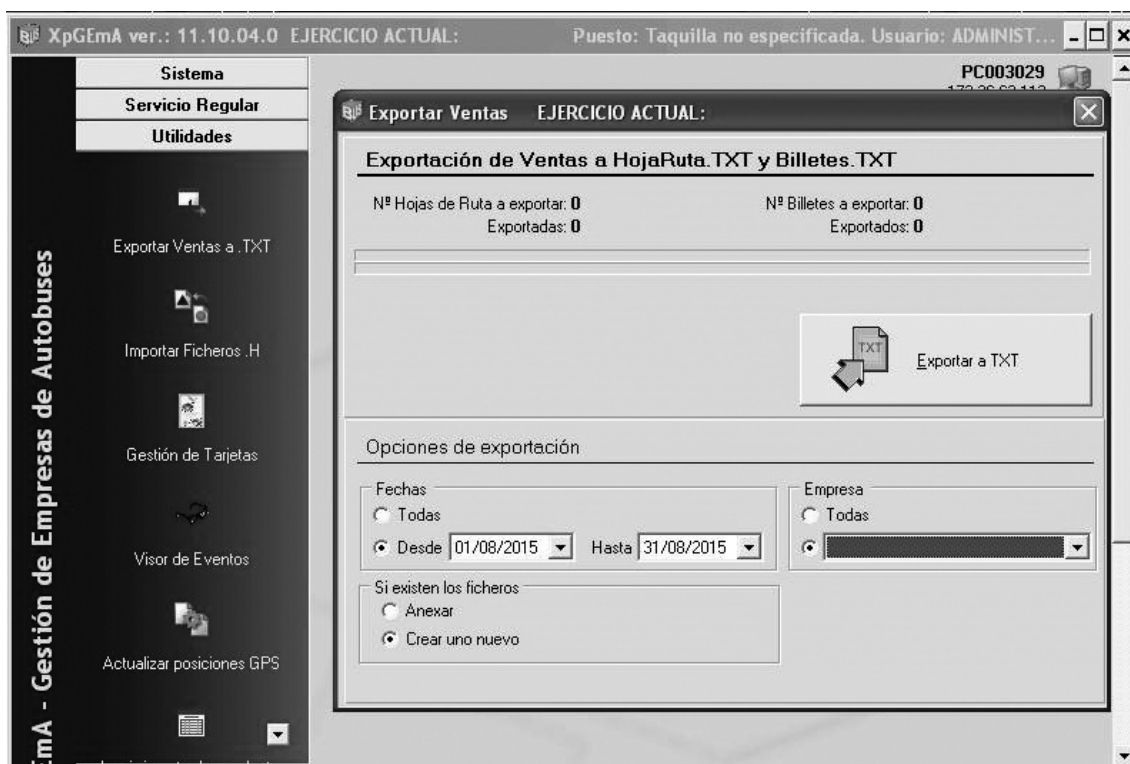 XpGEmA ver.: 11.10.04.0 EJERCICIO ACTUAL: Puesto: Taquilla no especificada. Usuario: ADMINIST...
Sistema
Servicio Regular
Utilidades
Exportar Ventas a .TXT
Importar Ficheros .H
Gestión de Tarjetas
Visor de Eventos
Actualizar posiciones GPS
EmA - Gestión de Empresas de Autobuses
PC003029
Exportar Ventas EJERCICIO ACTUAL:
Exportación de Ventas a HojaRuta.TXT y Billetes.TXT
Nº Hojas de Ruta a exportar: 0 Nº Billetes a exportar: 0
Exportadas: 0 Exportados: 0
TXT
Exportar a TXT
Opciones de exportación
Fechas
Todas
Desde 01/08/2015 Hasta 31/08/2015
Empresa
Todas
Si existen los ficheros
Anexar
Crear uno nuevo